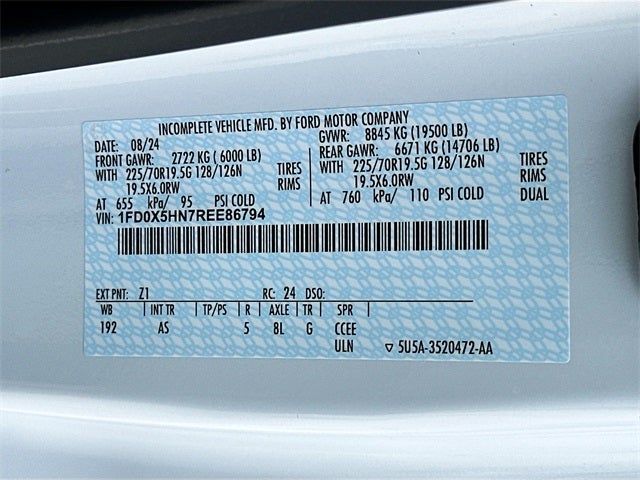 INCOMPLETE VEHICLE MFD. BY FORD MOTOR COMPANY
DATE: 08/24 GVWR: 8845 KG (19500 LB)
FRONT GAWR: 2722 KG ( 6000 LB) REAR GAWR: 6671 KG (14706 LB)
WITH 225/70R19.5G 128/126N TIRES WITH 225/70R19.5G 128/126N TIRES
19.5X6.0RW RIMS 19.5X6.0RW RIMS
AT 655 kPa/ 95 PSI COLD AT 760 kPa/ 110 PSI COLD DUAL
VIN: 1FD0X5HN7REE86794
EXT PNT: Z1 RC: 24 DSO:
WB INT TR TP/PS R AXLE TR SPR
192 AS 5 8L G CCEE
ULN 5U5A-3520472-AA